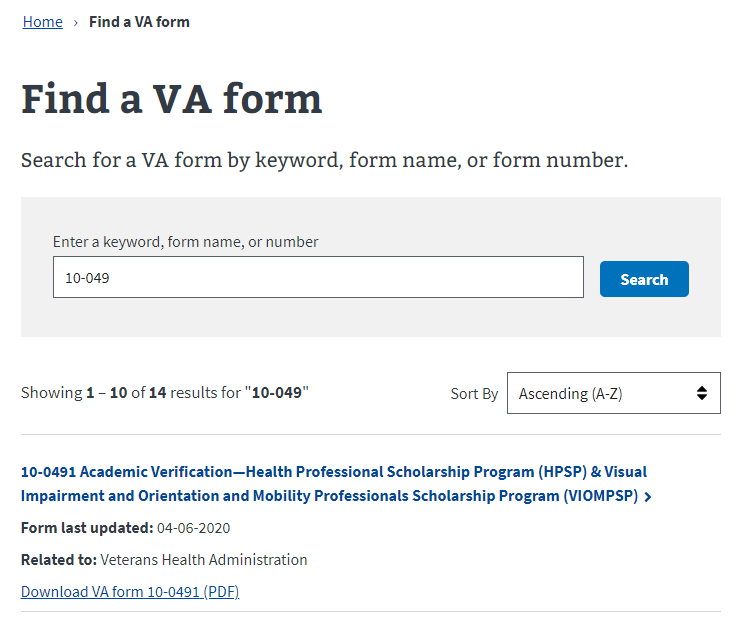 Home › Find a VA form
Find a VA form
Search for a VA form by keyword, form name, or form number.
Enter a keyword, form name, or number
10-049
Search
Showing 1 – 10 of 14 results for "10-049"
Sort By
Ascending (A-Z)
10-0491 Academic Verification—Health Professional Scholarship Program (HPSP) & Visual
Impairment and Orientation and Mobility Professionals Scholarship Program (VIOMPSP) ›
Form last updated: 04-06-2020
Related to: Veterans Health Administration
Download VA form 10-0491 (PDF)